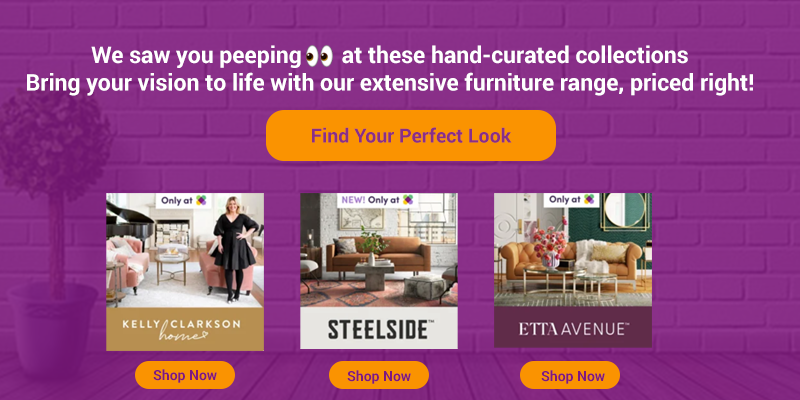 We saw you peeping 👀 at these hand-curated collections
Bring your vision to life with our extensive furniture range, priced right!
Find Your Perfect Look
Only at
NEW! Only at
Only at
KELLY CLARKSON
home
STEELSIDE™
ETTA AVENUE™
Shop Now
Shop Now
Shop Now